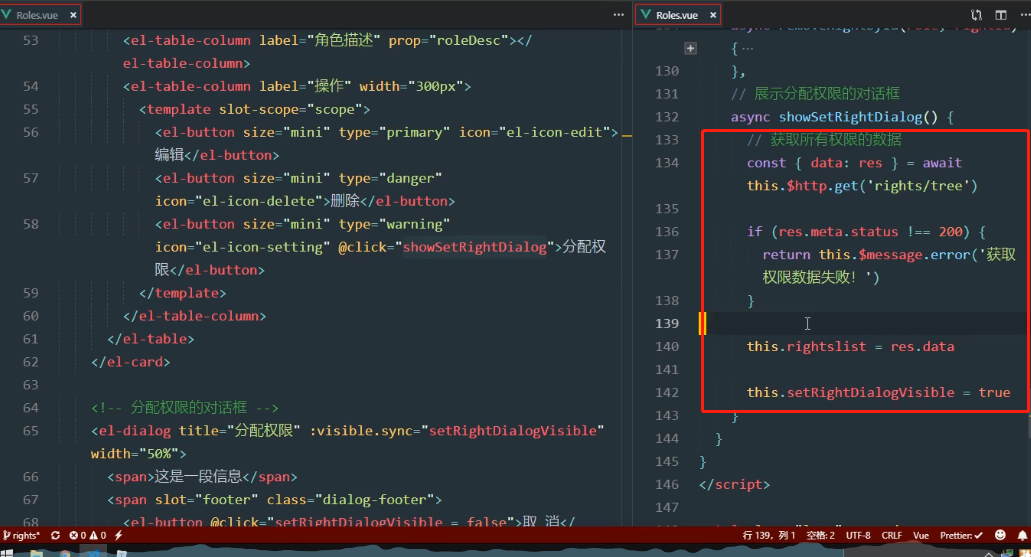 Roles.vue ×
53 <el-table-column label="角色描述" prop="roleDesc"></
el-table-column>
54 <el-table-column label="操作" width="300px">
55 <template slot-scope="scope">
56 <el-button size="mini" type="primary" icon="el-icon-edit">
编辑</el-button>
57 <el-button size="mini" type="danger"
icon="el-icon-delete">删除</el-button>
58 <el-button size="mini" type="warning"
icon="el-icon-setting" @click="showSetRightDialog">分配权
限</el-button>
59 </template>
60 </el-table-column>
61 </el-table>
62 </el-card>
63
64 <!-- 分配权限的对话框 -->
65 <el-dialog title="分配权限" :visible.sync="setRightDialogVisible"
width="50%">
66 <span>这是一段信息</span>
67 <span slot="footer" class="dialog-footer">
68 <el-button @click="setRightDialogVisible = false">取 消</
Roles.vue ×
{ ···
130 },
131 // 展示分配权限的对话框
132 async showSetRightDialog() {
133 // 获取所有权限的数据
134 const { data: res } = await
this.$http.get('rights/tree')
135
136 if (res.meta.status !== 200) {
137 return this.$message.error('获取
权限数据失败！')
138 }
139
140 this.rightslist = res.data
141
142 this.setRightDialogVisible = true
143 }
144 }
145 }
146 </script>
147
rights* 0 0 行 139，列 1 空格: 2 UTF-8 CRLF Vue Prettier: ✓